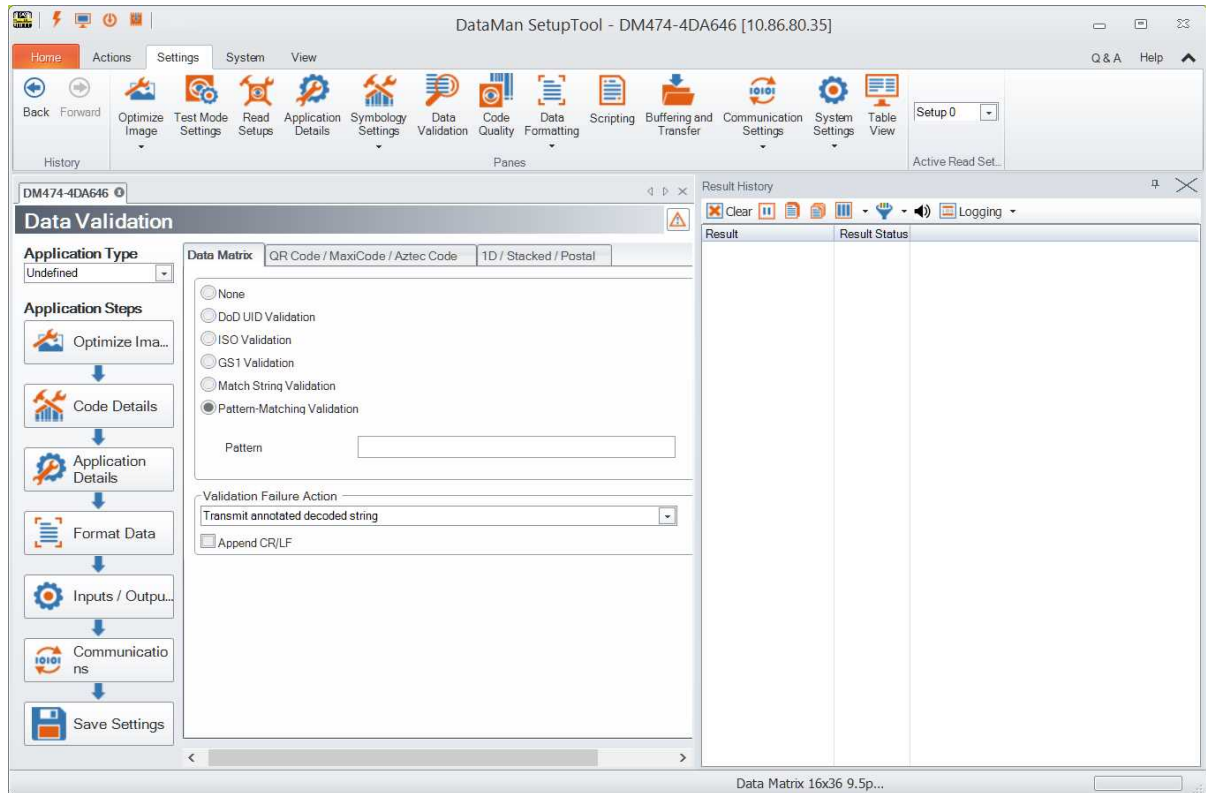 DataMan SetupTool - DM474-4DA646 [10.86.80.35]
Home Actions Settings System View Q & A Help
Back Forward
Optimize Image
Test Mode Settings
Read Setups
Application Details
Symbology Settings
Data Validation
Code Quality
Data Formatting
Scripting
Buffering and Transfer
Communication Settings
System Settings
Table View
Setup 0
History Panes Active Read Set...
DM474-4DA646
Data Validation
Application Type
Undefined
Application Steps
Optimize Ima...
Code Details
Application
Details
Format Data
Inputs / Outpu...
Communicatio
ns
Save Settings
Data Matrix QR Code / MaxiCode / Aztec Code 1D / Stacked / Postal
None
DoD UID Validation
ISO Validation
GS1 Validation
Match String Validation
Pattern-Matching Validation
Pattern
Validation Failure Action
Transmit annotated decoded string
Append CR/LF
Result History
Clear Logging
Result Result Status
Data Matrix 16x36 9.5p...